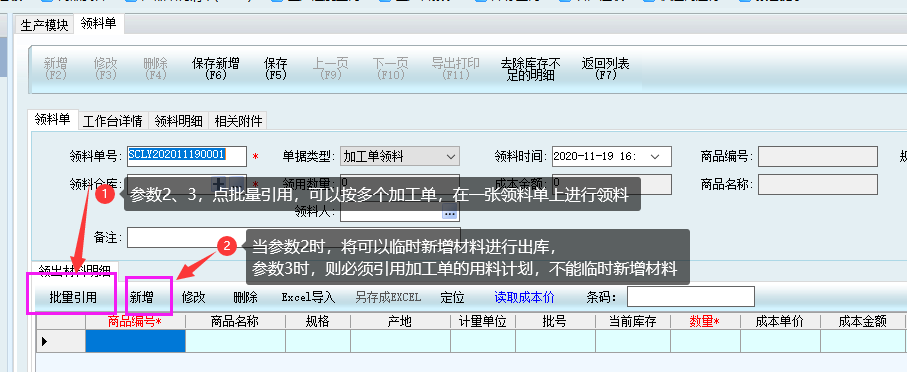 生产模块 领料单
新增 修改 删除 保存新增 保存 上一页 下一页 导出打印 去除库存不 返回列表
(F2) (F3) (F4) (F6) (F5) (F9) (F10) (F11) 足的明细 (F7)
领料单 工作台详情 领料明细 相关附件
领料单号: SCLY202011190001 * 单据类型: 加工单领料 领料时间: 2020-11-19 16: 商品编号:
领料仓库: * 领用数量: 0 成本金额: 0 商品名称:
1 参数2、3，点批量引用，可以按多个加工单，在一张领料单上进行领料
领料人: ...
备注:
2 当参数2时，将可以临时新增材料进行出库，
参数3时，则必须引用加工单的用料计划，不能临时新增材料
领出材料明细
批量引用 新增 修改 删除 Excel导入 另存成EXCEL 定位 读取成本价 条码:
商品编号* 商品名称 规格 产地 计量单位 批号 当前库存 数量* 成本单价 成本金额